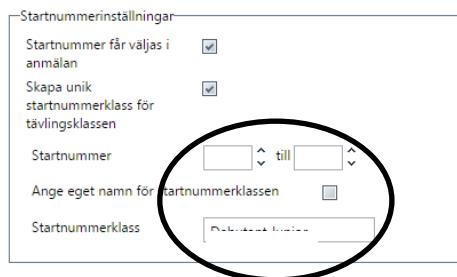 Startnummerinställningar
Startnummer får väljas i
anmälan
Skapa unik
startnummerklass för
tävlingsklassen
Startnummer till
Ange eget namn för startnummerklassen
Startnummerklass